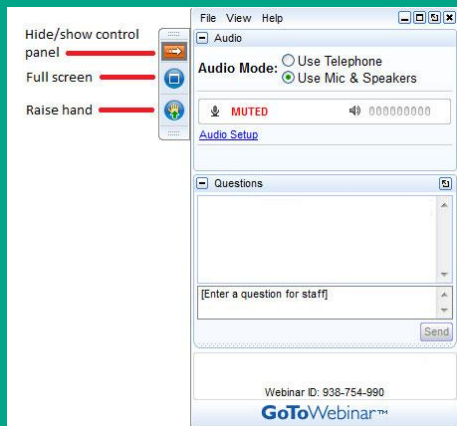 File View Help
Hide/show control
panel
Full screen
Raise hand
Audio
Audio Mode:
Use Telephone
Use Mic & Speakers
MUTED
000000000
Audio Setup
Questions
[Enter a question for staff]
Send
Webinar ID: 938-754-990
GoToWebinar™